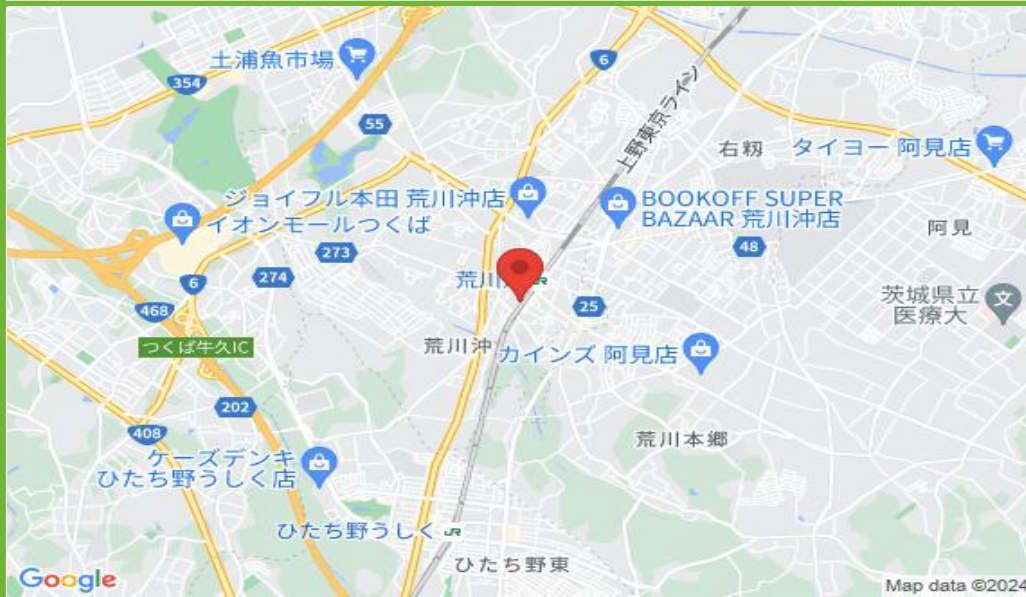 土浦魚市場
354
6
55
上野東京ライン
右籾
タイヨー 阿見店
ジョイフル本田 荒川沖店
BOOKOFF SUPER
BAZAAR 荒川沖店
イオンモールつくば
阿見
48
273
274
6
荒川
JR
25
468
茨城県立
医療大
つくば牛久IC
荒川沖
カインズ 阿見店
202
408
荒川本郷
ケーズデンキ
ひたち野うしく店
ひたち野うしく JR
ひたち野東
Google
Map data ©2024